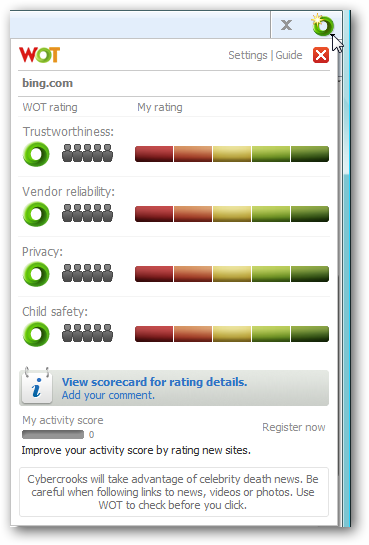 WOT
Settings | Guide
bing.com
WOT rating My rating
Trustworthiness:
Vendor reliability:
Privacy:
Child safety:
i
View scorecard for rating details.
Add your comment.
My activity score
0
Register now
Improve your activity score by rating new sites.
Cybercrooks will take advantage of celebrity death news. Be
careful when following links to news, videos or photos. Use
WOT to check before you click.